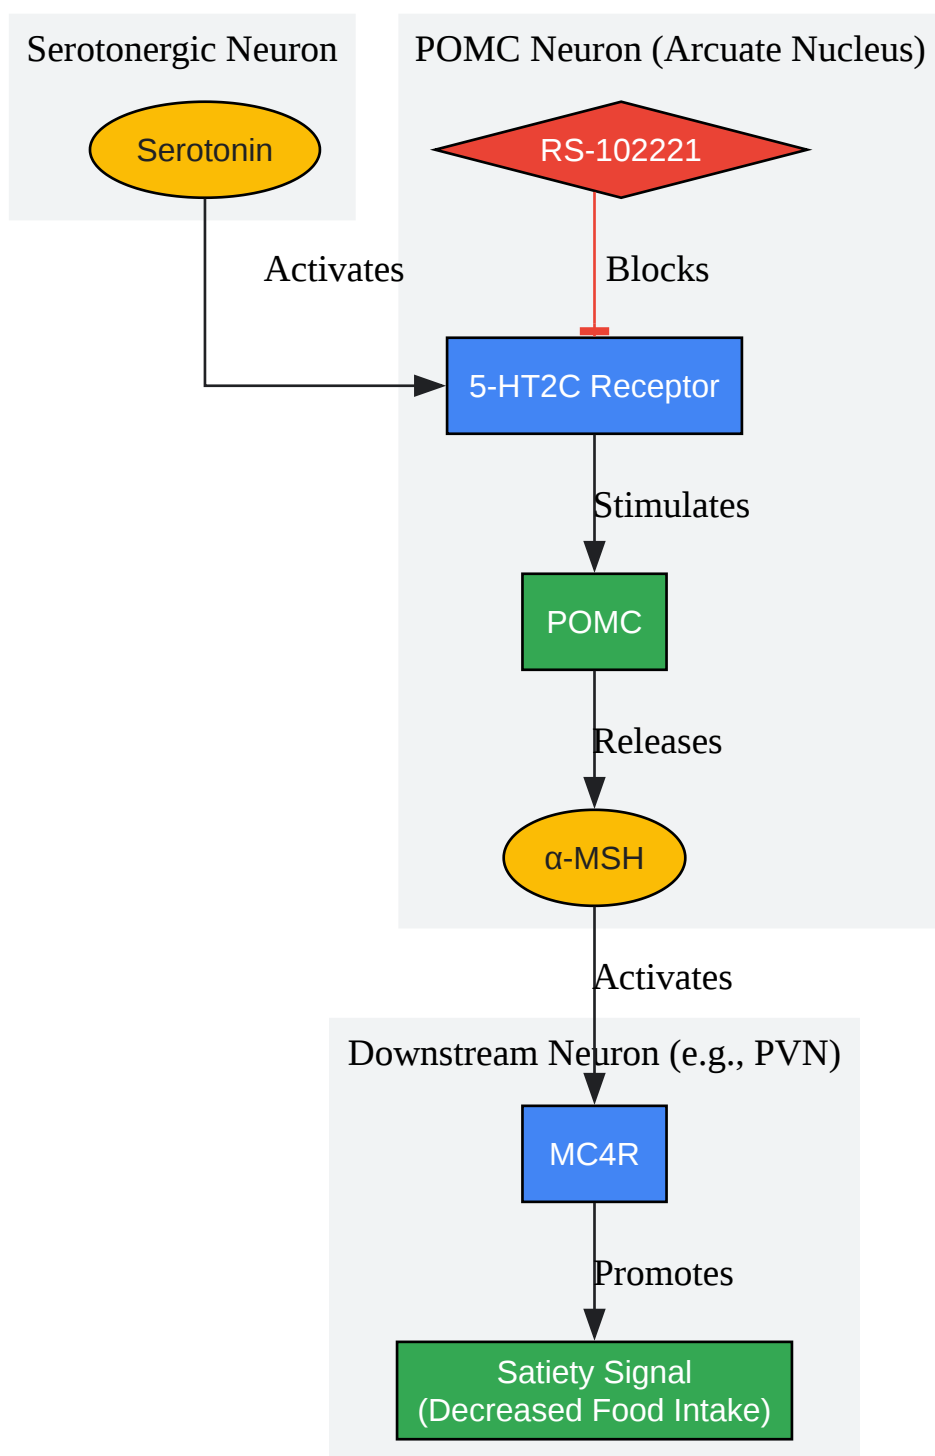 Serotonergic Neuron
POMC Neuron (Arcuate Nucleus)
Serotonin
RS-102221
Activates
Blocks
5-HT2C Receptor
Stimulates
POMC
Releases
α-MSH
Activates
Downstream Neuron (e.g., PVN)
MC4R
Promotes
Satiety Signal
(Decreased Food Intake)